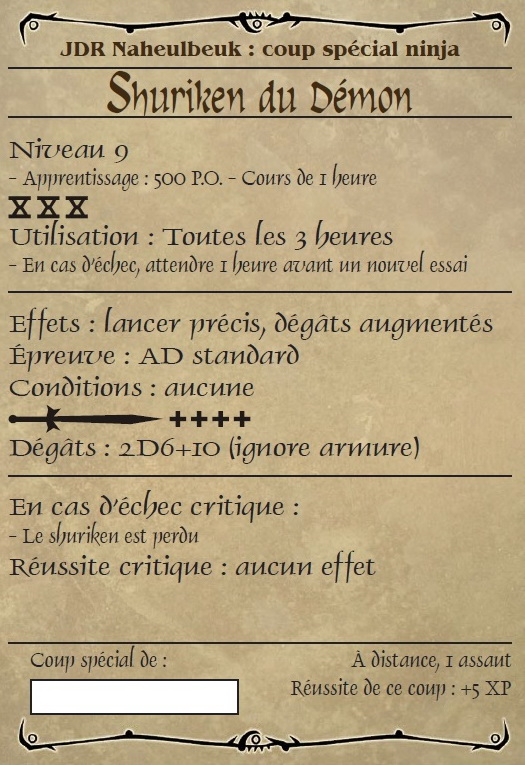 JDR Naheulbeuk : coup spécial ninja
Shuriken du Démon
Niveau 9
- Apprentissage : 500 P.O. - Cours de 1 heure
Utilisation : Toutes les 3 heures
- En cas d'échec, attendre 1 heure avant un nouvel essai
Effets : lancer précis, dégâts augmentés
Épreuve : AD standard
Conditions : aucune
Dégâts : 2D6+10 (ignore armure)
En cas d'échec critique :
- Le shuriken est perdu
Réussite critique : aucun effet
Coup spécial de :
À distance, 1 assaut
Réussite de ce coup : +5 XP